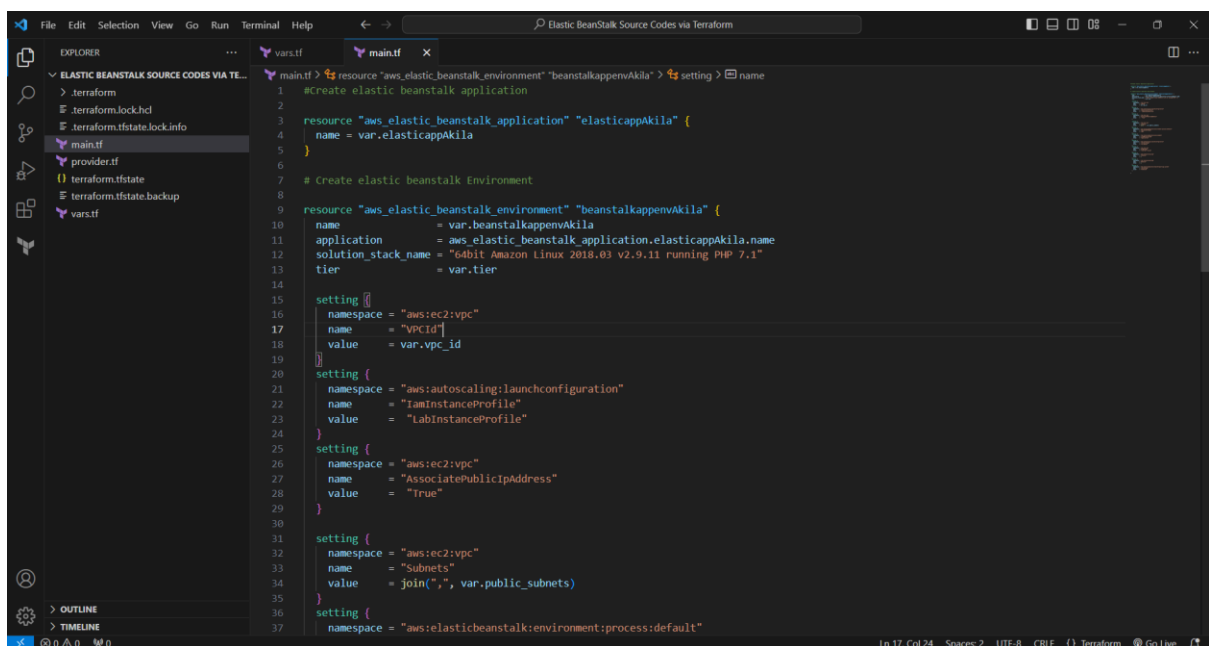 File Edit Selection View Go Run Terminal Help
Elastic BeanStalk Source Codes via Terraform
EXPLORER
ELASTIC BEANSTALK SOURCE CODES VIA TE...
.terraform
.terraform.lock.hcl
.terraform.tfstate.lock.info
main.tf
provider.tf
{} terraform.tfstate
terraform.tfstate.backup
vars.tf
OUTLINE
TIMELINE
vars.tf main.tf
main.tf > resource "aws_elastic_beanstalk_environment" "beanstalkappenvAkila" > setting > name
1 #Create elastic beanstalk application
2
3 resource "aws_elastic_beanstalk_application" "elasticappAkila" {
4 name = var.elasticappAkila
5 }
6
7 # Create elastic beanstalk Environment
8
9 resource "aws_elastic_beanstalk_environment" "beanstalkappenvAkila" {
10 name = var.beanstalkappenvAkila
11 application = aws_elastic_beanstalk_application.elasticappAkila.name
12 solution_stack_name = "64bit Amazon Linux 2018.03 v2.9.11 running PHP 7.1"
13 tier = var.tier
14
15 setting {
16 namespace = "aws:ec2:vpc"
17 name = "VPCId"
18 value = var.vpc_id
19 }
20 setting {
21 namespace = "aws:autoscaling:launchconfiguration"
22 name = "IamInstanceProfile"
23 value = "LabInstanceProfile"
24 }
25 setting {
26 namespace = "aws:ec2:vpc"
27 name = "AssociatePublicIpAddress"
28 value = "True"
29 }
30
31 setting {
32 namespace = "aws:ec2:vpc"
33 name = "Subnets"
34 value = join(",", var.public_subnets)
35 }
36 setting {
37 namespace = "aws:elasticbeanstalk:environment:process:default"
0 0 0 Ln 17, Col 24 Spaces: 2 UTF-8 CRLF {} Terraform Go Live